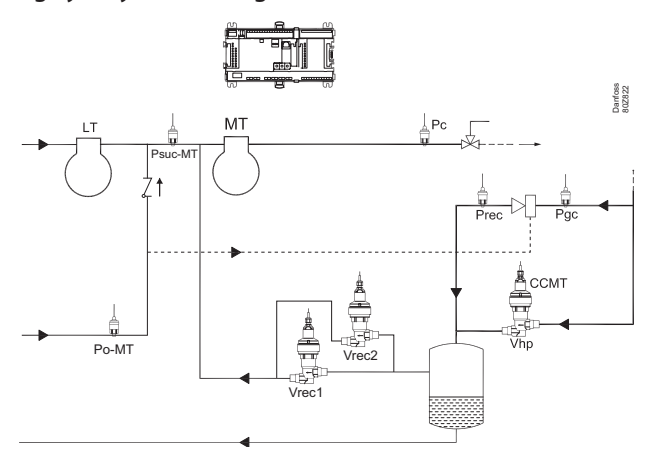 Danfoss
80Z822
LT
Psuc-MT
MT
Pc
Prec
Pgc
CCMT
Vhp
Po-MT
Vrec2
Vrec1